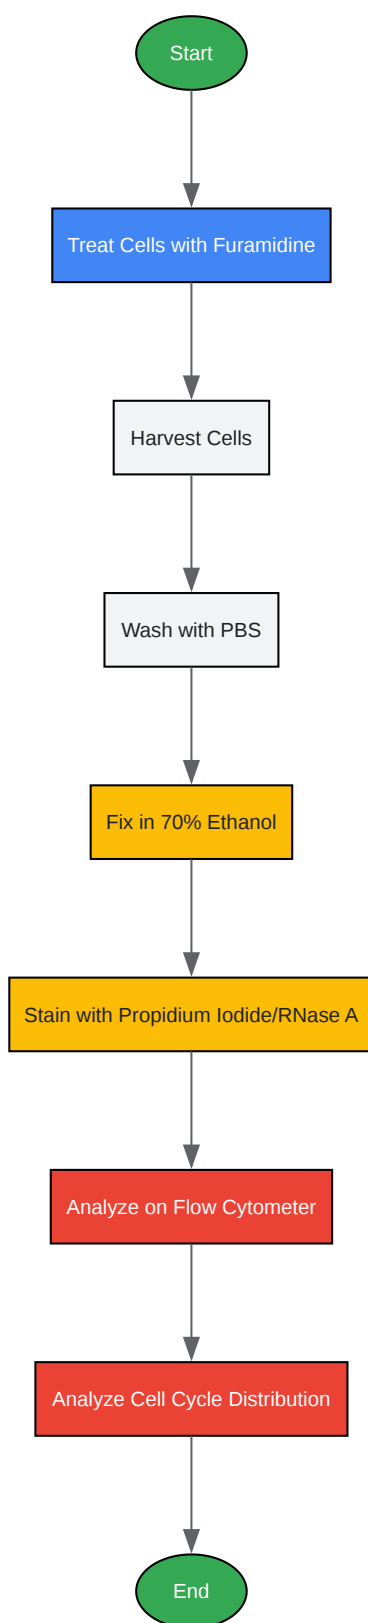 Start
Treat Cells with Furamidine
Harvest Cells
Wash with PBS
Fix in 70% Ethanol
Stain with Propidium Iodide/RNase A
Analyze on Flow Cytometer
Analyze Cell Cycle Distribution
End